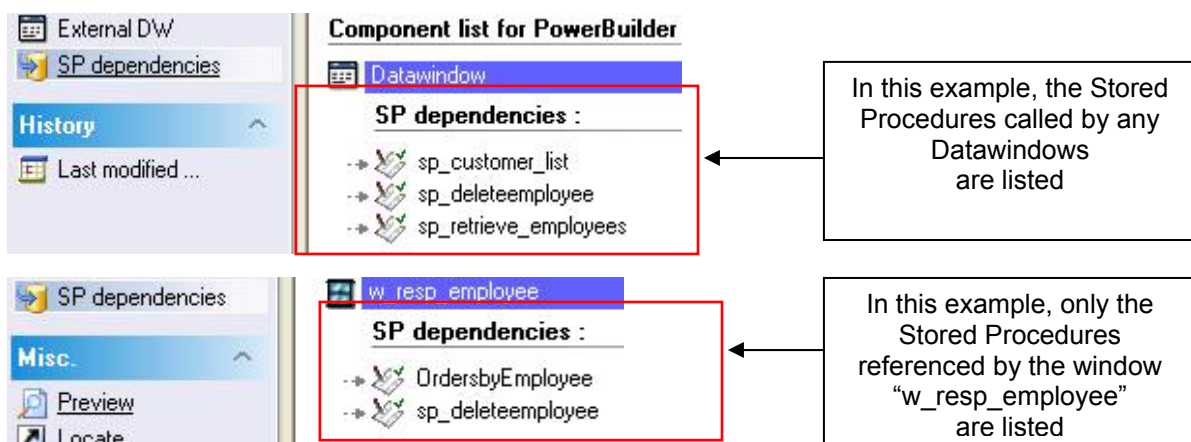 External DW
SP dependencies
History
Last modified ...
Component list for PowerBuilder
Datawindow
SP dependencies :
sp_customer_list
sp_deleteemployee
sp_retrieve_employees
In this example, the Stored
Procedures called by any
Datawindows
are listed
SP dependencies
Misc.
Preview
Locate
w_resp_employee
SP dependencies :
OrdersbyEmployee
sp_deleteemployee
In this example, only the
Stored Procedures
referenced by the window
“w_resp_employee”
are listed